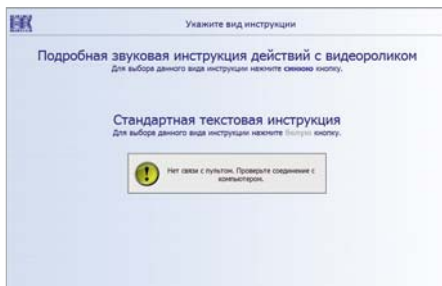 Укажите вид инструкции
Подробная звуковая инструкция действий с видеороликом
Для выбора данного вида инструкции нажмите синюю кнопку.
Стандартная текстовая инструкция
Для выбора данного вида инструкции нажмите белую кнопку.
Нет связи с пультом. Проверьте соединение с
компьютером.